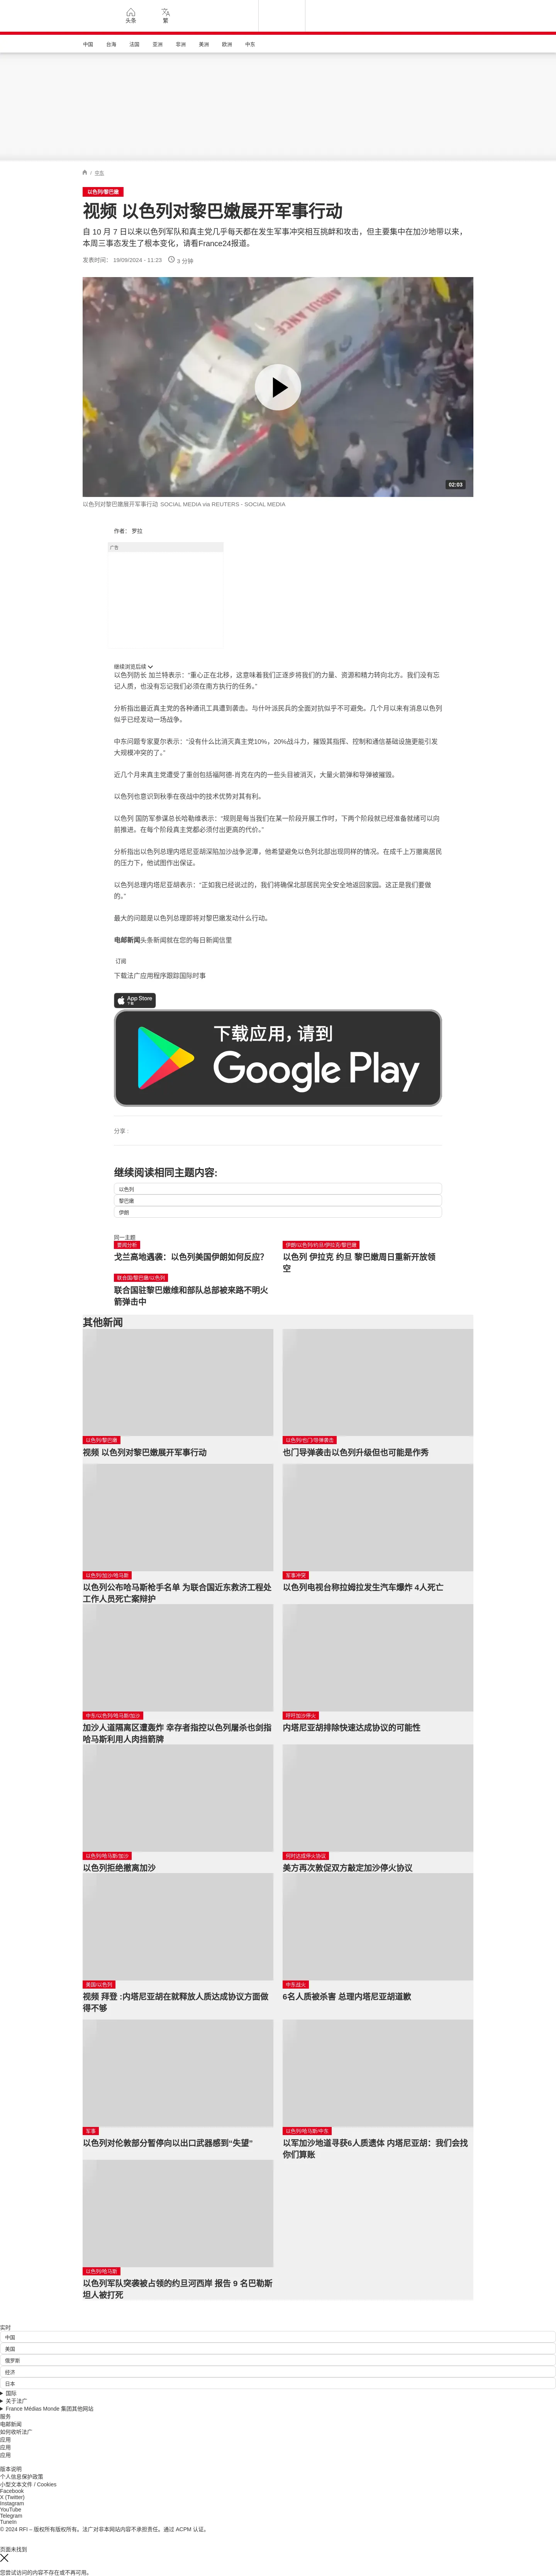 头条
繁
中国
台海
法国
亚洲
非洲
美洲
欧洲
中东
/ 中东
以色列/黎巴嫩
视频 以色列对黎巴嫩展开军事行动
自 10 月 7 日以来以色列军队和真主党几乎每天都在发生军事冲突相互挑衅和攻击，但主要集中在加沙地带以来，
本周三事态发生了根本变化，请看France24报道。
发表时间： 19/09/2024 - 11:23
3 分钟
02:03
以色列对黎巴嫩展开军事行动 SOCIAL MEDIA via REUTERS - SOCIAL MEDIA
作者： 罗拉
广告
继续浏览后续
以色列防长 加兰特表示：“重心正在北移，这意味着我们正逐步将我们的力量、资源和精力转向北方。我们没有忘
记人质，也没有忘记我们必须在南方执行的任务。”
分析指出最近真主党的各种通讯工具遭到袭击。与什叶派民兵的全面对抗似乎不可避免。几个月以来有消息以色列
似乎已经发动一场战争。
中东问题专家夏尔表示：“没有什么比消灭真主党10%，20%战斗力，摧毁其指挥、控制和通信基础设施更能引发
大规模冲突的了。”
近几个月来真主党遭受了重创包括福阿德-肖克在内的一些头目被消灭，大量火箭弹和导弹被摧毁。
以色列也意识到秋季在夜战中的技术优势对其有利。
以色列 国防军参谋总长哈勒维表示：“规则是每当我们在某一阶段开展工作时，下两个阶段就已经准备就绪可以向
前推进。在每个阶段真主党都必须付出更高的代价。”
分析指出以色列总理内塔尼亚胡深陷加沙战争泥潭，他希望避免以色列北部出现同样的情况。在成千上万撤离居民
的压力下，他试图作出保证。
以色列总理内塔尼亚胡表示：“正如我已经说过的，我们将确保北部居民完全安全地返回家园。这正是我们要做
的。”
最大的问题是以色列总理即将对黎巴嫩发动什么行动。
电邮新闻头条新闻就在您的每日新闻信里
订阅
下载法广应用程序跟踪国际时事
App Store
下载
下载应用，请到
Google Play
分享 :
继续阅读相同主题内容:
以色列
黎巴嫩
伊朗
同一主题
要闻分析
戈兰高地遇袭：以色列美国伊朗如何反应？
伊朗/以色列/约旦/伊拉克/黎巴嫩
以色列 伊拉克 约旦 黎巴嫩周日重新开放领
空
联合国/黎巴嫩/以色列
联合国驻黎巴嫩维和部队总部被来路不明火
箭弹击中
其他新闻
以色列/黎巴嫩
视频 以色列对黎巴嫩展开军事行动
以色列/也门/导弹袭击
也门导弹袭击以色列升级但也可能是作秀
以色列/加沙/哈马斯
以色列公布哈马斯枪手名单 为联合国近东救济工程处
工作人员死亡案辩护
军事冲突
以色列电视台称拉姆拉发生汽车爆炸 4人死亡
中东/以色列/哈马斯/加沙
加沙人道隔离区遭轰炸 幸存者指控以色列屠杀也剑指
哈马斯利用人肉挡箭牌
呼吁加沙停火
内塔尼亚胡排除快速达成协议的可能性
以色列/哈马斯/加沙
以色列拒绝撤离加沙
何时达成停火协议
美方再次敦促双方敲定加沙停火协议
美国/以色列
视频 拜登 :内塔尼亚胡在就释放人质达成协议方面做
得不够
中东战火
6名人质被杀害 总理内塔尼亚胡道歉
军事
以色列对伦敦部分暂停向以出口武器感到“失望”
以色列/哈马斯/中东
以军加沙地道寻获6人质遗体 内塔尼亚胡：我们会找
你们算账
以色列/哈马斯
以色列军队突袭被占领的约旦河西岸 报告 9 名巴勒斯
坦人被打死
实时
中国
美国
俄罗斯
经济
日本
国际
关于法广
France Médias Monde 集团其他网站
服务
电邮新闻
如何收听法广
应用
应用
应用
版本说明
个人信息保护政策
小型文本文件 / Cookies
Facebook
X (Twitter)
Instagram
YouTube
Telegram
TuneIn
© 2024 RFI – 版权所有版权所有。法广对非本网站内容不承担责任。通过 ACPM 认证。
页面未找到
您尝试访问的内容不存在或不再可用。